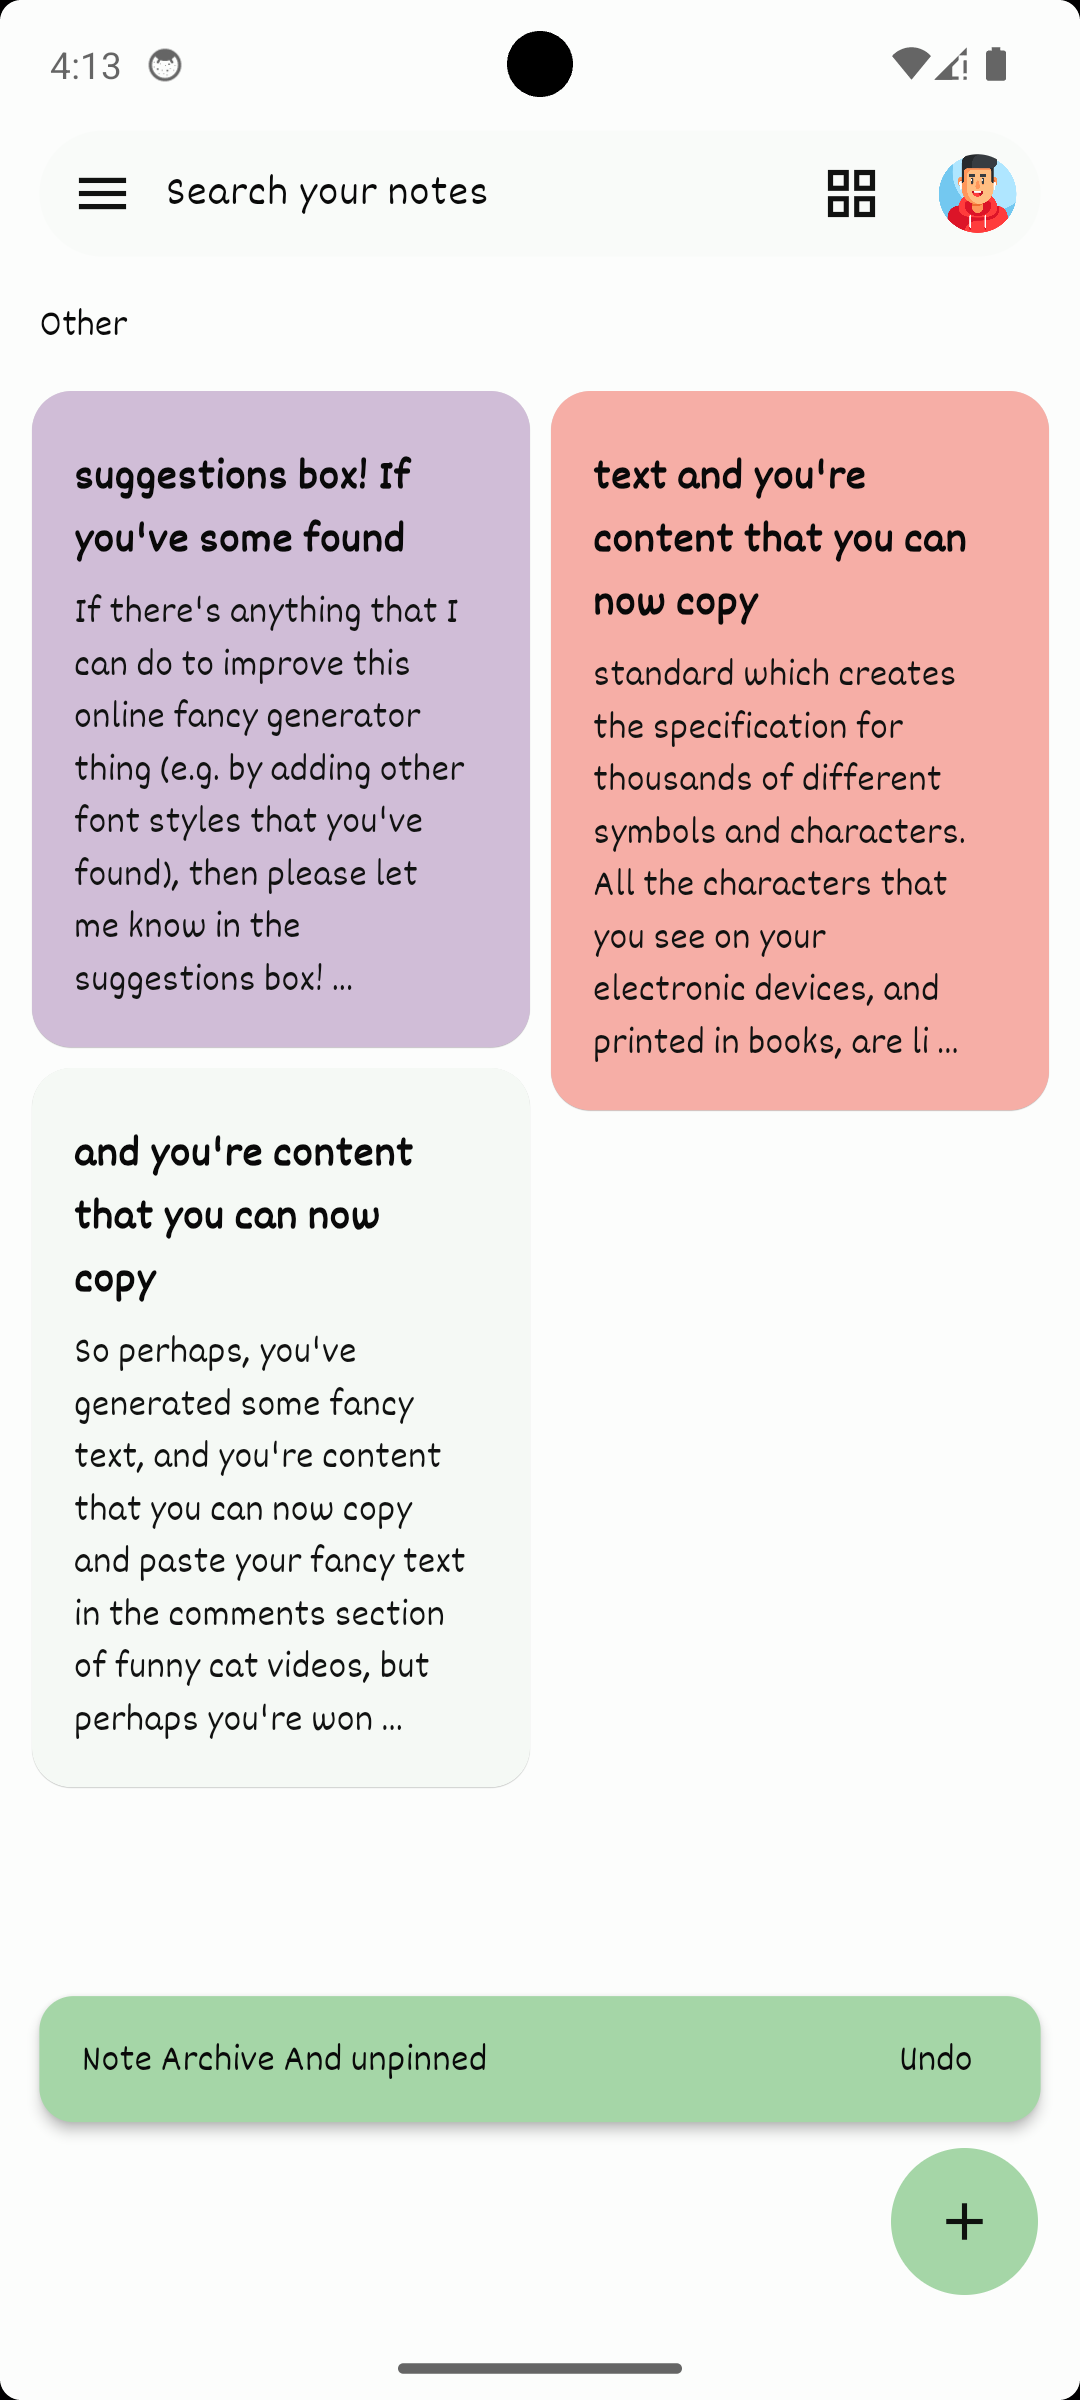 4:13
Search your notes
Other
suggestions box! If
you've some found
If there's anything that I
can do to improve this
online fancy generator
thing (e.g. by adding other
font styles that you've
found), then please let
me know in the
suggestions box! ...
text and you're
content that you can
now copy
standard which creates
the specification for
thousands of different
symbols and characters.
All the characters that
you see on your
electronic devices, and
printed in books, are li ...
and you're content
that you can now
copy
So perhaps, you've
generated some fancy
text, and you're content
that you can now copy
and paste your fancy text
in the comments section
of funny cat videos, but
perhaps you're won ...
Note Archive And unpinned
Undo